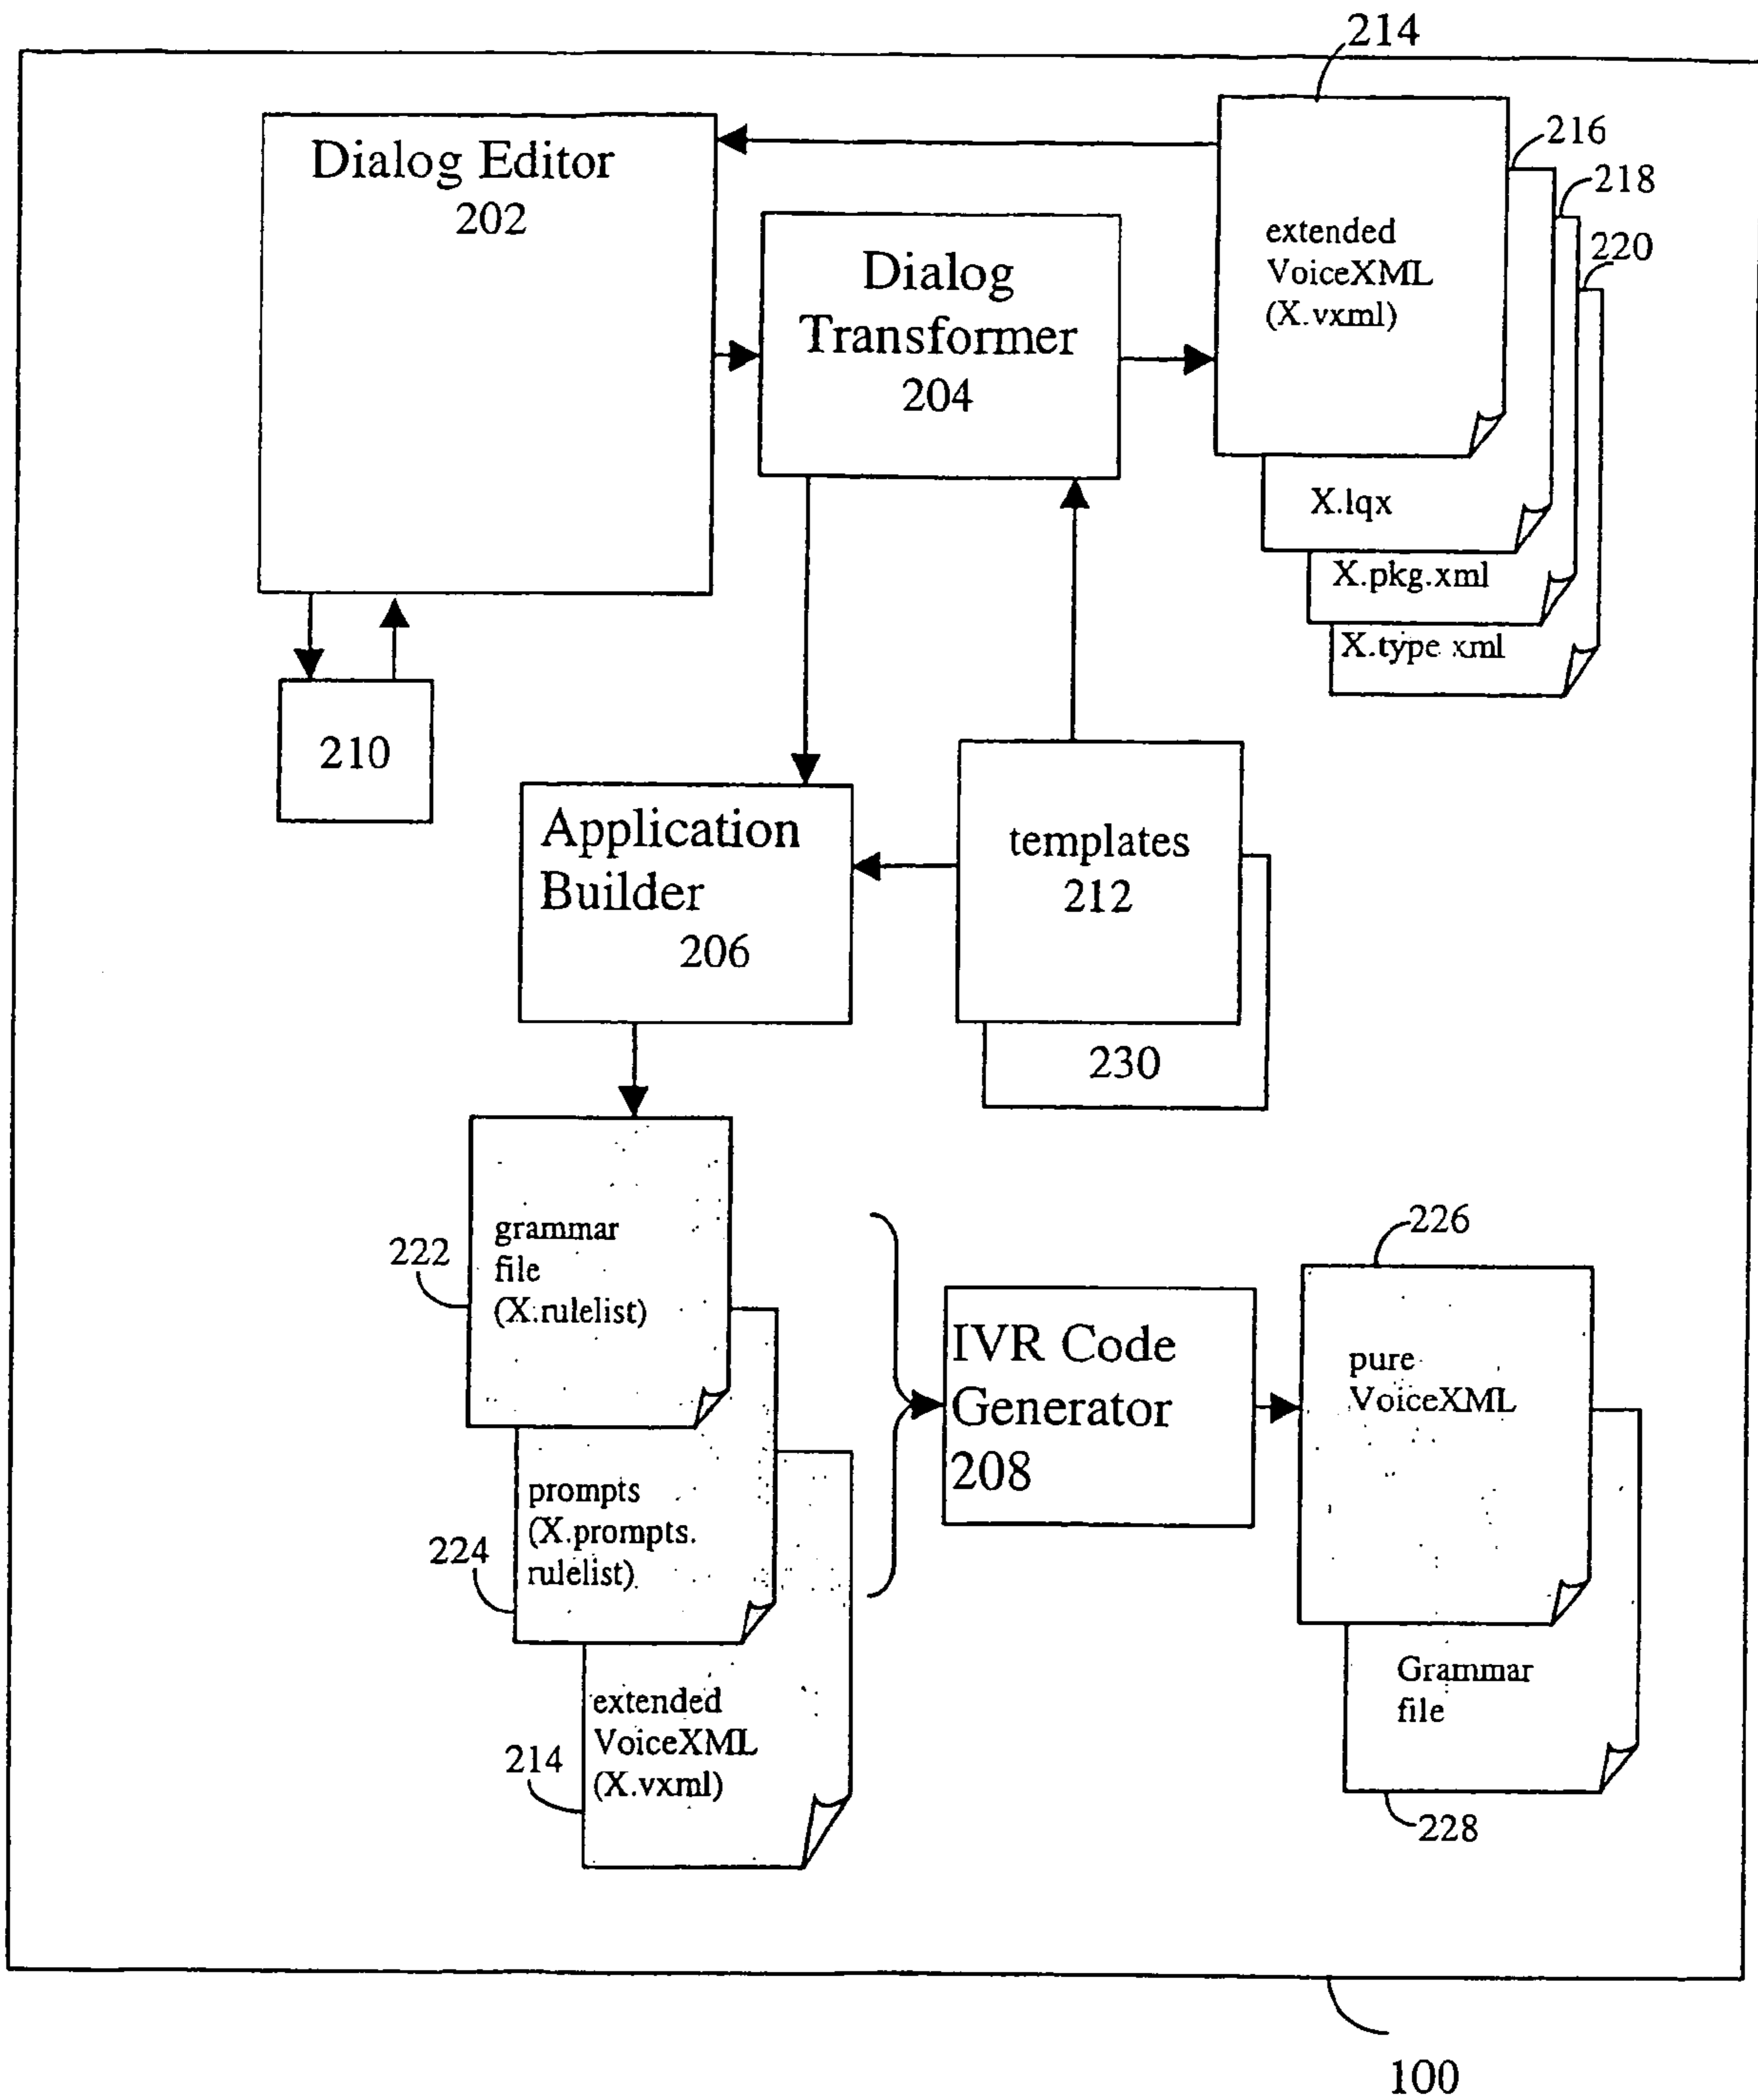 214
Dialog Editor
202
216
218
220
extended
VoiceXML
(X.vxml)
Dialog
Transformer
204
X.lqx
X.pkg.xml
X.type xml
210
Application
Builder
206
templates
212
230
222
grammar
file
(X.rulelist)
224
prompts
(X.prompts.
rulelist)
214
extended
VoiceXML
(X.vxml)
IVR Code
Generator
208
226
pure
VoiceXML
Grammar
file
228
100